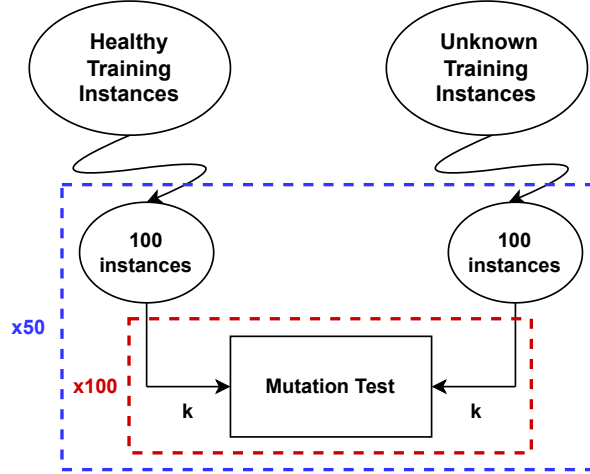 Healthy
Training
Instances
Unknown
Training
Instances
100
instances
100
instances
x50
x100
Mutation Test
k
k